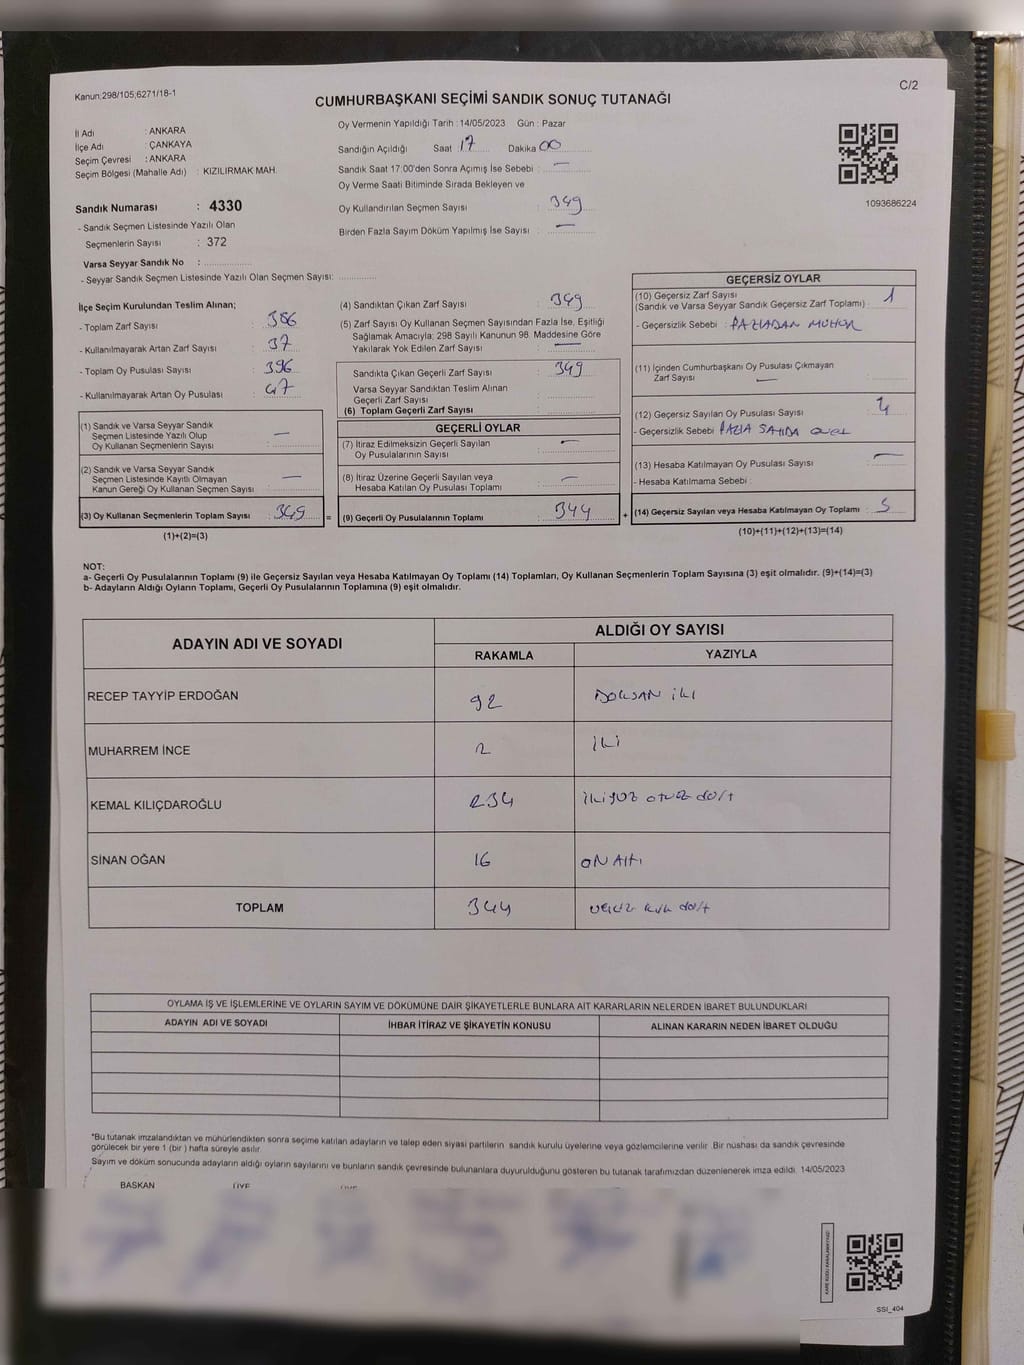 Kanun:298/105,6271/18-1
C/2
CUMHURBAŞKANI SEÇİMİ SANDIK SONUÇ TUTANAĞI
İl Adı : ANKARA
İlçe Adı : ÇANKAYA
Seçim Çevresi : ANKARA
Seçim Bölgesi (Mahalle Adı) : KIZILIRMAK MAH.
Sandık Numarası : 4330
- Sandık Seçmen Listesinde Yazılı Olan
Seçmenlerin Sayısı : 372
Varsa Seyyar Sandık No :
- Seyyar Sandık Seçmen Listesinde Yazılı Olan Seçmen Sayısı:
Oy Vermenin Yapıldığı Tarih : 14/05/2023 Gün : Pazar
Sandığın Açıldığı Saat 17 Dakika 00
Sandık Saat 17:00'den Sonra Açımış İse Sebebi : —
Oy Verme Saati Bitiminde Sırada Bekleyen ve
Oy Kullandırılan Seçmen Sayısı : 349
Birden Fazla Sayım Döküm Yapılmış İse Sayısı : —
1093686224
İlçe Seçim Kurulundan Teslim Alınan;
- Toplam Zarf Sayısı : 386
- Kullanılmayarak Artan Zarf Sayısı : 37
- Toplam Oy Pusulası Sayısı : 396
- Kullanılmayarak Artan Oy Pusulası : 47
(1) Sandık ve Varsa Seyyar Sandık
Seçmen Listesinde Yazılı Olup
Oy Kullanan Seçmenlerin Sayısı : —
(2) Sandık ve Varsa Seyyar Sandık
Seçmen Listesinde Kayıtlı Olmayan
Kanun Gereği Oy Kullanan Seçmen Sayısı : —
(3) Oy Kullanan Seçmenlerin Toplam Sayısı : 349
(1)+(2)=(3)
=
(4) Sandıktan Çıkan Zarf Sayısı : 349
(5) Zarf Sayısı Oy Kullanan Seçmen Sayısından Fazla İse, Eşitliği
Sağlamak Amacıyla; 298 Sayılı Kanunun 98. Maddesine Göre
Yakılarak Yok Edilen Zarf Sayısı : —
Sandıkta Çıkan Geçerli Zarf Sayısı : 349
Varsa Seyyar Sandıktan Teslim Alınan
Geçerli Zarf Sayısı :
(6) Toplam Geçerli Zarf Sayısı :
GEÇERLİ OYLAR
(7) İtiraz Edilmeksizin Geçerli Sayılan
Oy Pusulalarının Sayısı : —
(8) İtiraz Üzerine Geçerli Sayılan veya
Hesaba Katılan Oy Pusulası Toplamı : —
(9) Geçerli Oy Pusulalarının Toplamı : 344
+
GEÇERSİZ OYLAR
(10) Geçersiz Zarf Sayısı
(Sandık ve Varsa Seyyar Sandık Geçersiz Zarf Toplamı) : 1
- Geçersizlik Sebebi : FAZLADAN MÜHÜR
(11) İçinden Cumhurbaşkanı Oy Pusulası Çıkmayan
Zarf Sayısı : —
(12) Geçersiz Sayılan Oy Pusulası Sayısı : 4
- Geçersizlik Sebebi : FAZLA
(13) Hesaba Katılmayan Oy Pusulası Sayısı : —
- Hesaba Katılmama Sebebi :
(14) Geçersiz Sayılan veya Hesaba Katılmayan Oy Toplamı : 5
(10)+(11)+(12)+(13)=(14)
NOT:
a- Geçerli Oy Pusulalarının Toplamı (9) ile Geçersiz Sayılan veya Hesaba Katılmayan Oy Toplamı (14) Toplamları, Oy Kullanan Seçmenlerin Toplam Sayısına (3) eşit olmalıdır. (9)+(14)=(3)
b- Adayların Aldığı Oyların Toplamı, Geçerli Oy Pusulalarının Toplamına (9) eşit olmalıdır.
ADAYIN ADI VE SOYADI
ALDIĞI OY SAYISI
RAKAMLA YAZIYLA
RECEP TAYYİP ERDOĞAN 92 DOKSAN iKi
MUHARREM İNCE 2 iki
KEMAL KILIÇDAROĞLU 234 ikiyüz otuz dört
SİNAN OĞAN 16 ON Altı
TOPLAM 344 üçyüz kırk dört
OYLAMA İŞ VE İŞLEMLERİNE VE OYLARIN SAYIM VE DÖKÜMÜNE DAİR ŞİKAYETLERLE BUNLARA AİT KARARLARIN NELERDEN İBARET BULUNDUKLARI
ADAYIN ADI VE SOYADI İHBAR İTİRAZ VE ŞİKAYETİN KONUSU ALINAN KARARIN NEDEN İBARET OLDUĞU
*Bu tutanak imzalandıktan ve mühürlendikten sonra seçime katılan adayların ve talep eden siyasi partilerin sandık kurulu üyelerine veya gözlemcilerine verilir. Bir nüshası da sandık çevresinde
görülecek bir yere 1 (bir ) hafta süreyle asılır.
Sayım ve döküm sonucunda adayların aldığı oyların sayılarını ve bunların sandık çevresinde bulunanlara duyurulduğunu gösteren bu tutanak tarafımızdan düzenlenerek imza edildi. 14/05/2023
BAŞKAN ÜYE ÜYE
SSİ_404